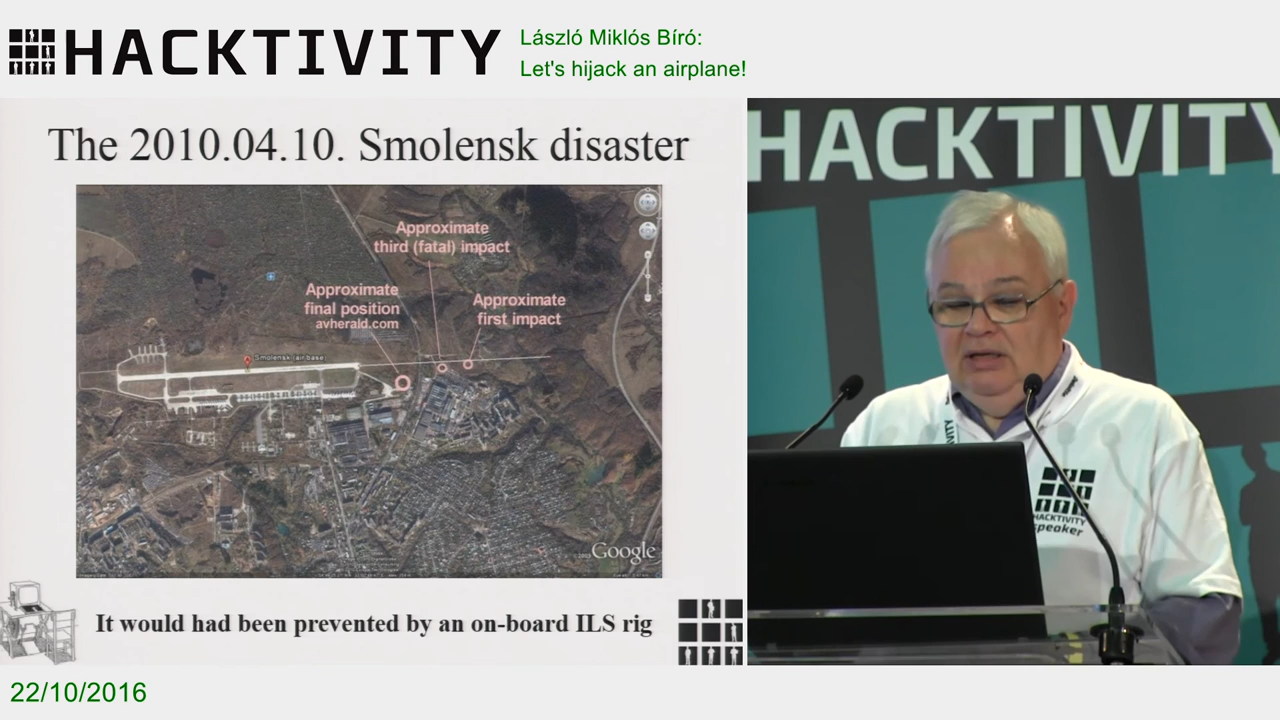 HACKTIVITY
László Miklós Bíró:
Let's hijack an airplane!
The 2010.04.10. Smolensk disaster
Approximate
third (fatal) impact
Approximate
final position
avherald.com
Approximate
first impact
Smolensk (air base)
Google
It would had been prevented by an on-board ILS rig
HACKTIVITY
HACKTIVITY
speaker
22/10/2016